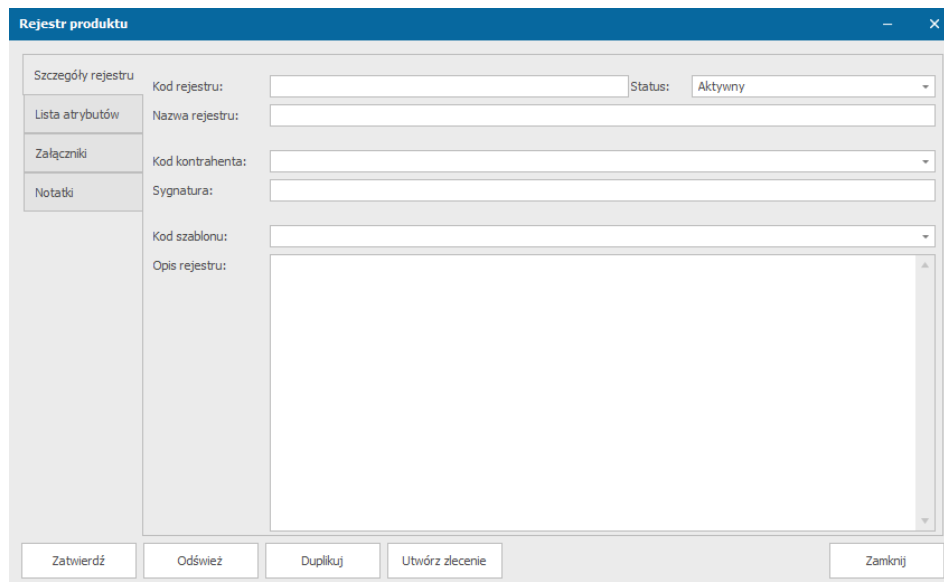 Rejestr produktu
Szczegóły rejestru
Lista atrybutów
Załączniki
Notatki
Kod rejestru: Status: Aktywny
Nazwa rejestru:
Kod kontrahenta:
Sygnatura:
Kod szablonu:
Opis rejestru:
Zatwierdź Odśwież Duplikuj Utwórz zlecenie Zamknij